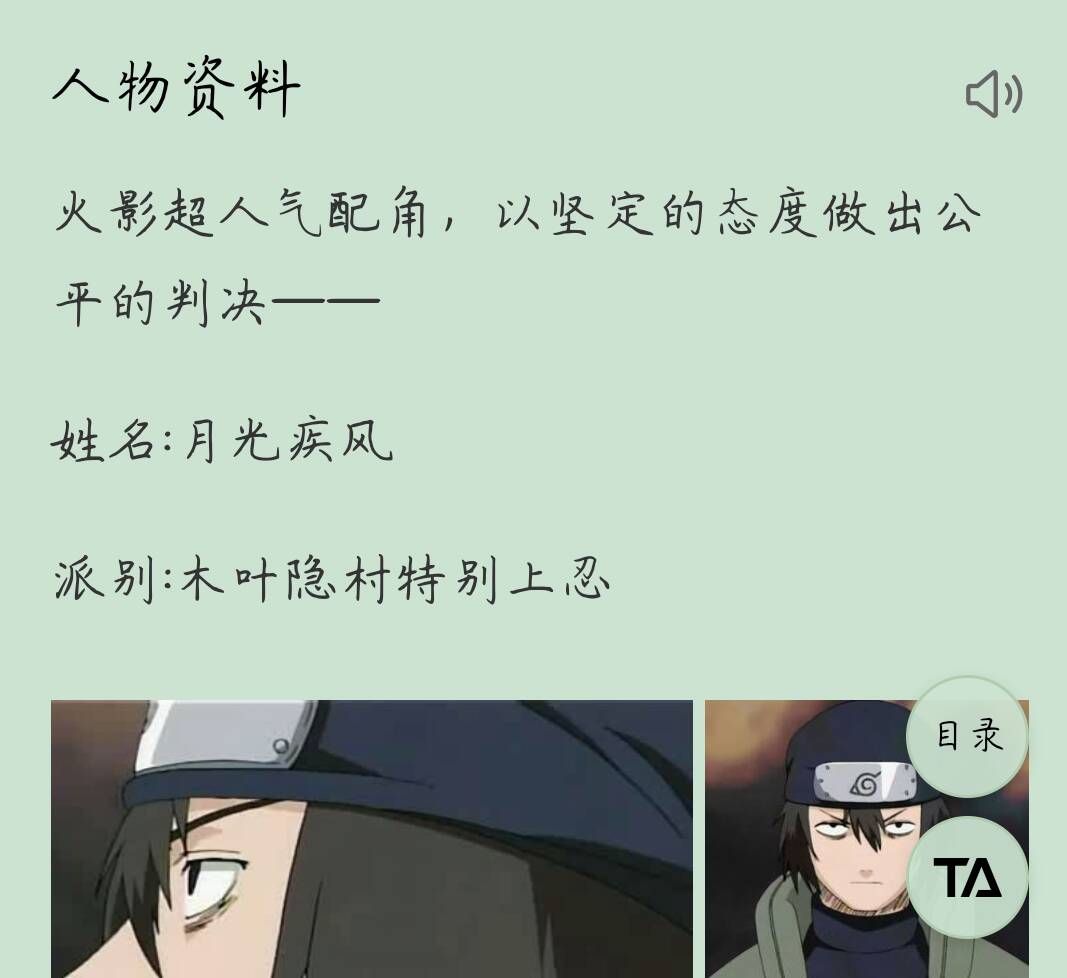 人物资料
火影超人气配角，以坚定的态度做出公
平的判决——
姓名:月光疾风
派别:木叶隐村特别上忍
目录
TA